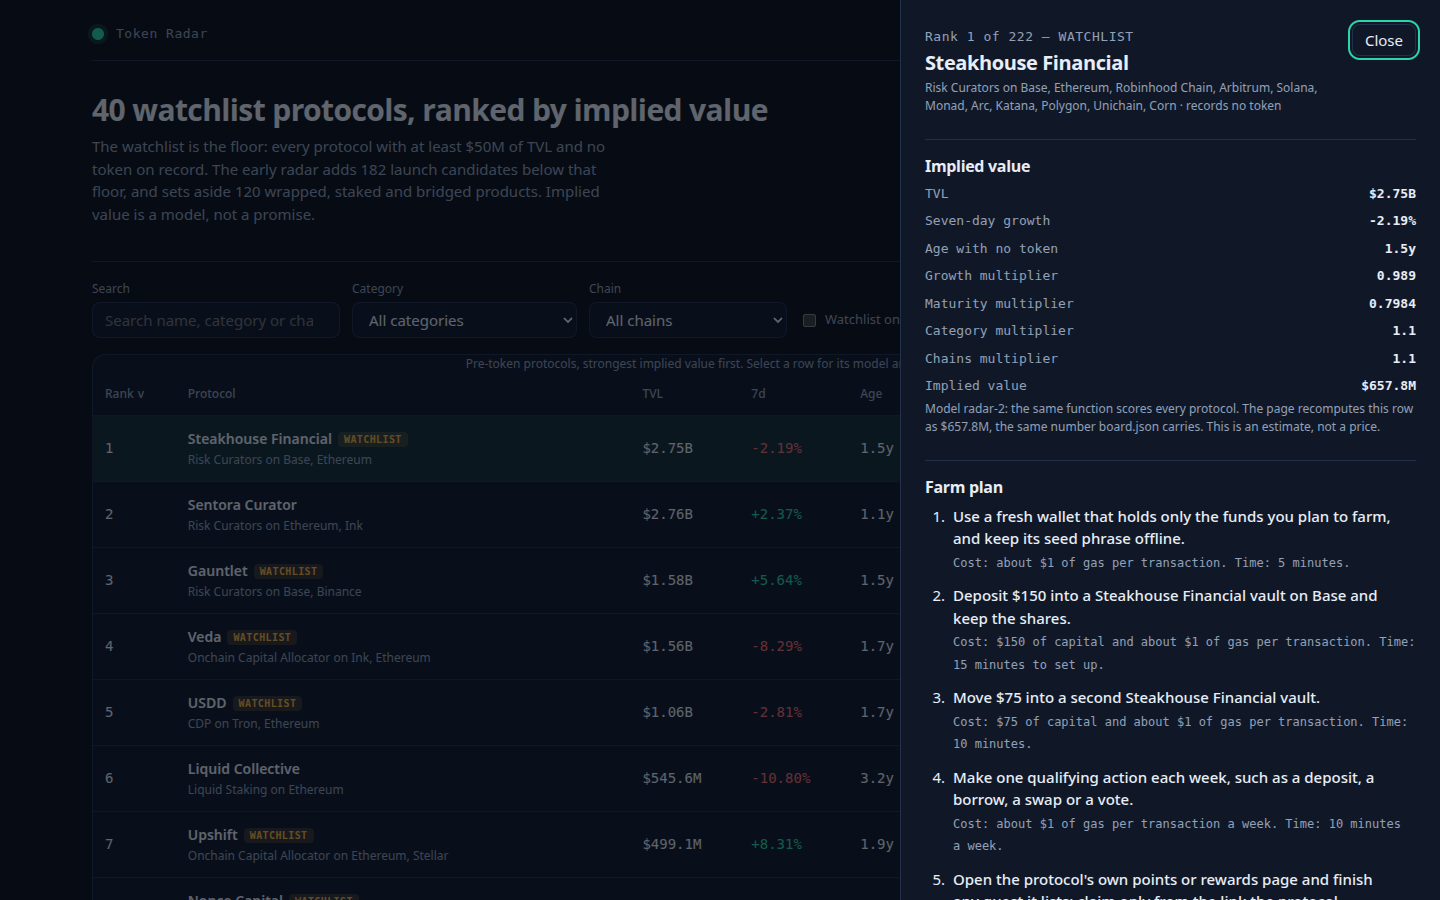 Token Radar
40 watchlist protocols, ranked by implied value
The watchlist is the floor: every protocol with at least $50M of TVL and no
token on record. The early radar adds 182 launch candidates below that
floor, and sets aside 120 wrapped, staked and bridged products. Implied
value is a model, not a promise.
Search
Category
Chain
Search name, category or cha
All categories
All chains
Watchlist on
Pre-token protocols, strongest implied value first. Select a row for its model a
Rank v
Protocol
TVL
7d
Age
1
Steakhouse Financial WATCHLIST
Risk Curators on Base, Ethereum
$2.75B
-2.19%
1.5y
2
Sentora Curator
Risk Curators on Ethereum, Ink
$2.76B
+2.37%
1.1y
3
Gauntlet WATCHLIST
Risk Curators on Base, Binance
$1.58B
+5.64%
1.5y
4
Veda WATCHLIST
Onchain Capital Allocator on Ink, Ethereum
$1.56B
-8.29%
1.7y
5
USDD WATCHLIST
CDP on Tron, Ethereum
$1.06B
-2.81%
1.7y
6
Liquid Collective
Liquid Staking on Ethereum
$545.6M
-10.80%
3.2y
7
Upshift WATCHLIST
Onchain Capital Allocator on Ethereum, Stellar
$499.1M
+8.31%
1.9y
Rank 1 of 222 — WATCHLIST
Close
Steakhouse Financial
Risk Curators on Base, Ethereum, Robinhood Chain, Arbitrum, Solana,
Monad, Arc, Katana, Polygon, Unichain, Corn · records no token
Implied value
TVL $2.75B
Seven-day growth -2.19%
Age with no token 1.5y
Growth multiplier 0.989
Maturity multiplier 0.7984
Category multiplier 1.1
Chains multiplier 1.1
Implied value $657.8M
Model radar-2: the same function scores every protocol. The page recomputes this row
as $657.8M, the same number board.json carries. This is an estimate, not a price.
Farm plan
1. Use a fresh wallet that holds only the funds you plan to farm,
and keep its seed phrase offline.
Cost: about $1 of gas per transaction. Time: 5 minutes.
2. Deposit $150 into a Steakhouse Financial vault on Base and
keep the shares.
Cost: $150 of capital and about $1 of gas per transaction. Time:
15 minutes to set up.
3. Move $75 into a second Steakhouse Financial vault.
Cost: $75 of capital and about $1 of gas per transaction. Time:
10 minutes.
4. Make one qualifying action each week, such as a deposit, a
borrow, a swap or a vote.
Cost: about $1 of gas per transaction a week. Time: 10 minutes
a week.
5. Open the protocol's own points or rewards page and finish